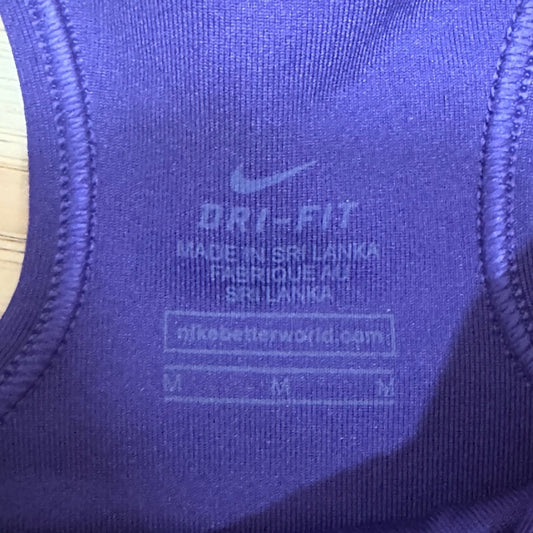 DRI-FIT
MADE IN SRI LANKA
FABRIQUE AU
SRI LANKA
nikebetterworld.com
M M M